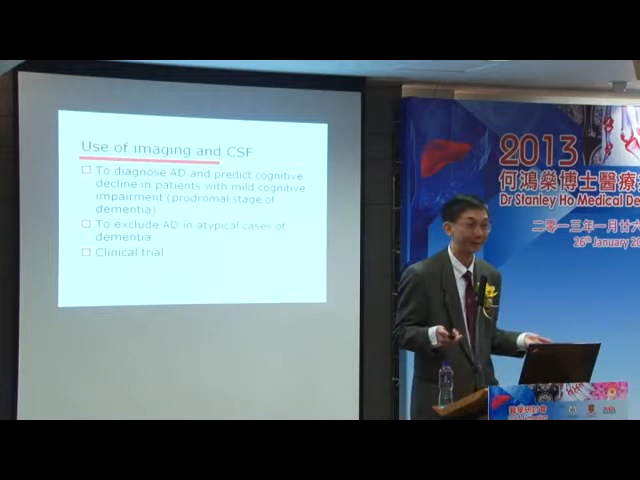 Use of imaging and CSF
To diagnose AD and predict cognitive
decline in patients with mild cognitive
impairment (prodromal stage of
dementia)
To exclude AD in atypical cases of
dementia
Clinical trial
2013
何鴻燊博士醫療
Dr Stanley Ho Medical De
二零一三年一月廿六
26th January 20